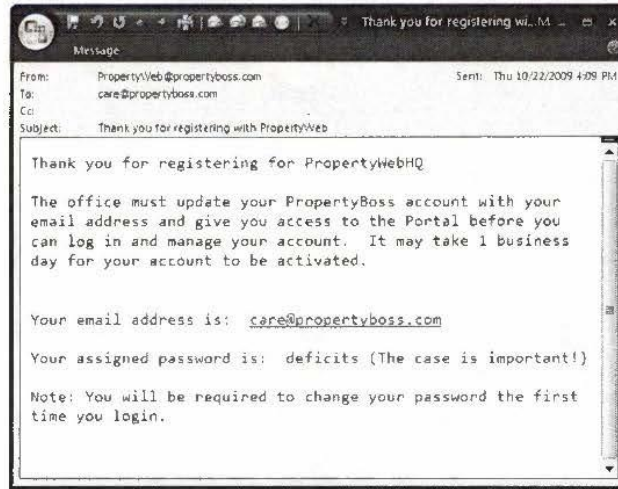 Thank you for registering wi...M
Message
From: PropertyWeb@propertyboss.com Sent: Thu 10/22/2009 4:09 PM
To: care@propertyboss.com
Cc:
Subject: Thank you for registering with PropertyWeb
Thank you for registering for PropertyWebHQ
The office must update your PropertyBoss account with your
email address and give you access to the Portal before you
can log in and manage your account. It may take 1 business
day for your account to be activated.
Your email address is: care@propertyboss.com
Your assigned password is: deficits (The case is important!)
Note: You will be required to change your password the first
time you login.